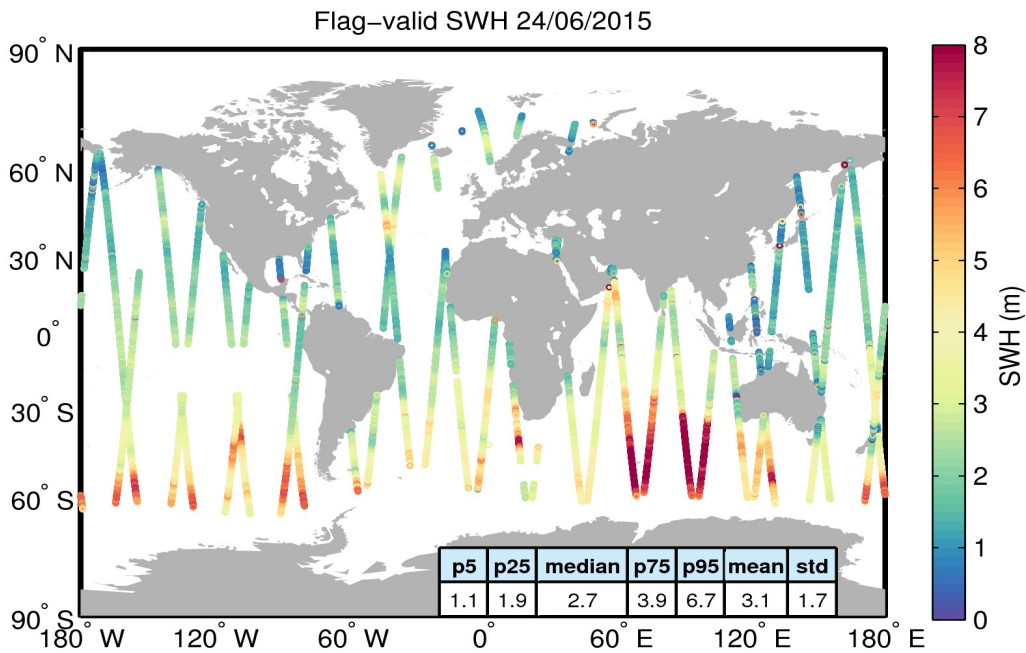 Flag−valid SWH 24/06/2015
90° N
60° N
30° N
0°
30° S
60° S
90° S
180° W
120° W
60° W
0°
60° E
120° E
180° E
p5 p25 median p75 p95 mean std
1.1 1.9 2.7 3.9 6.7 3.1 1.7
8
7
6
5
4
3
2
1
0
SWH (m)